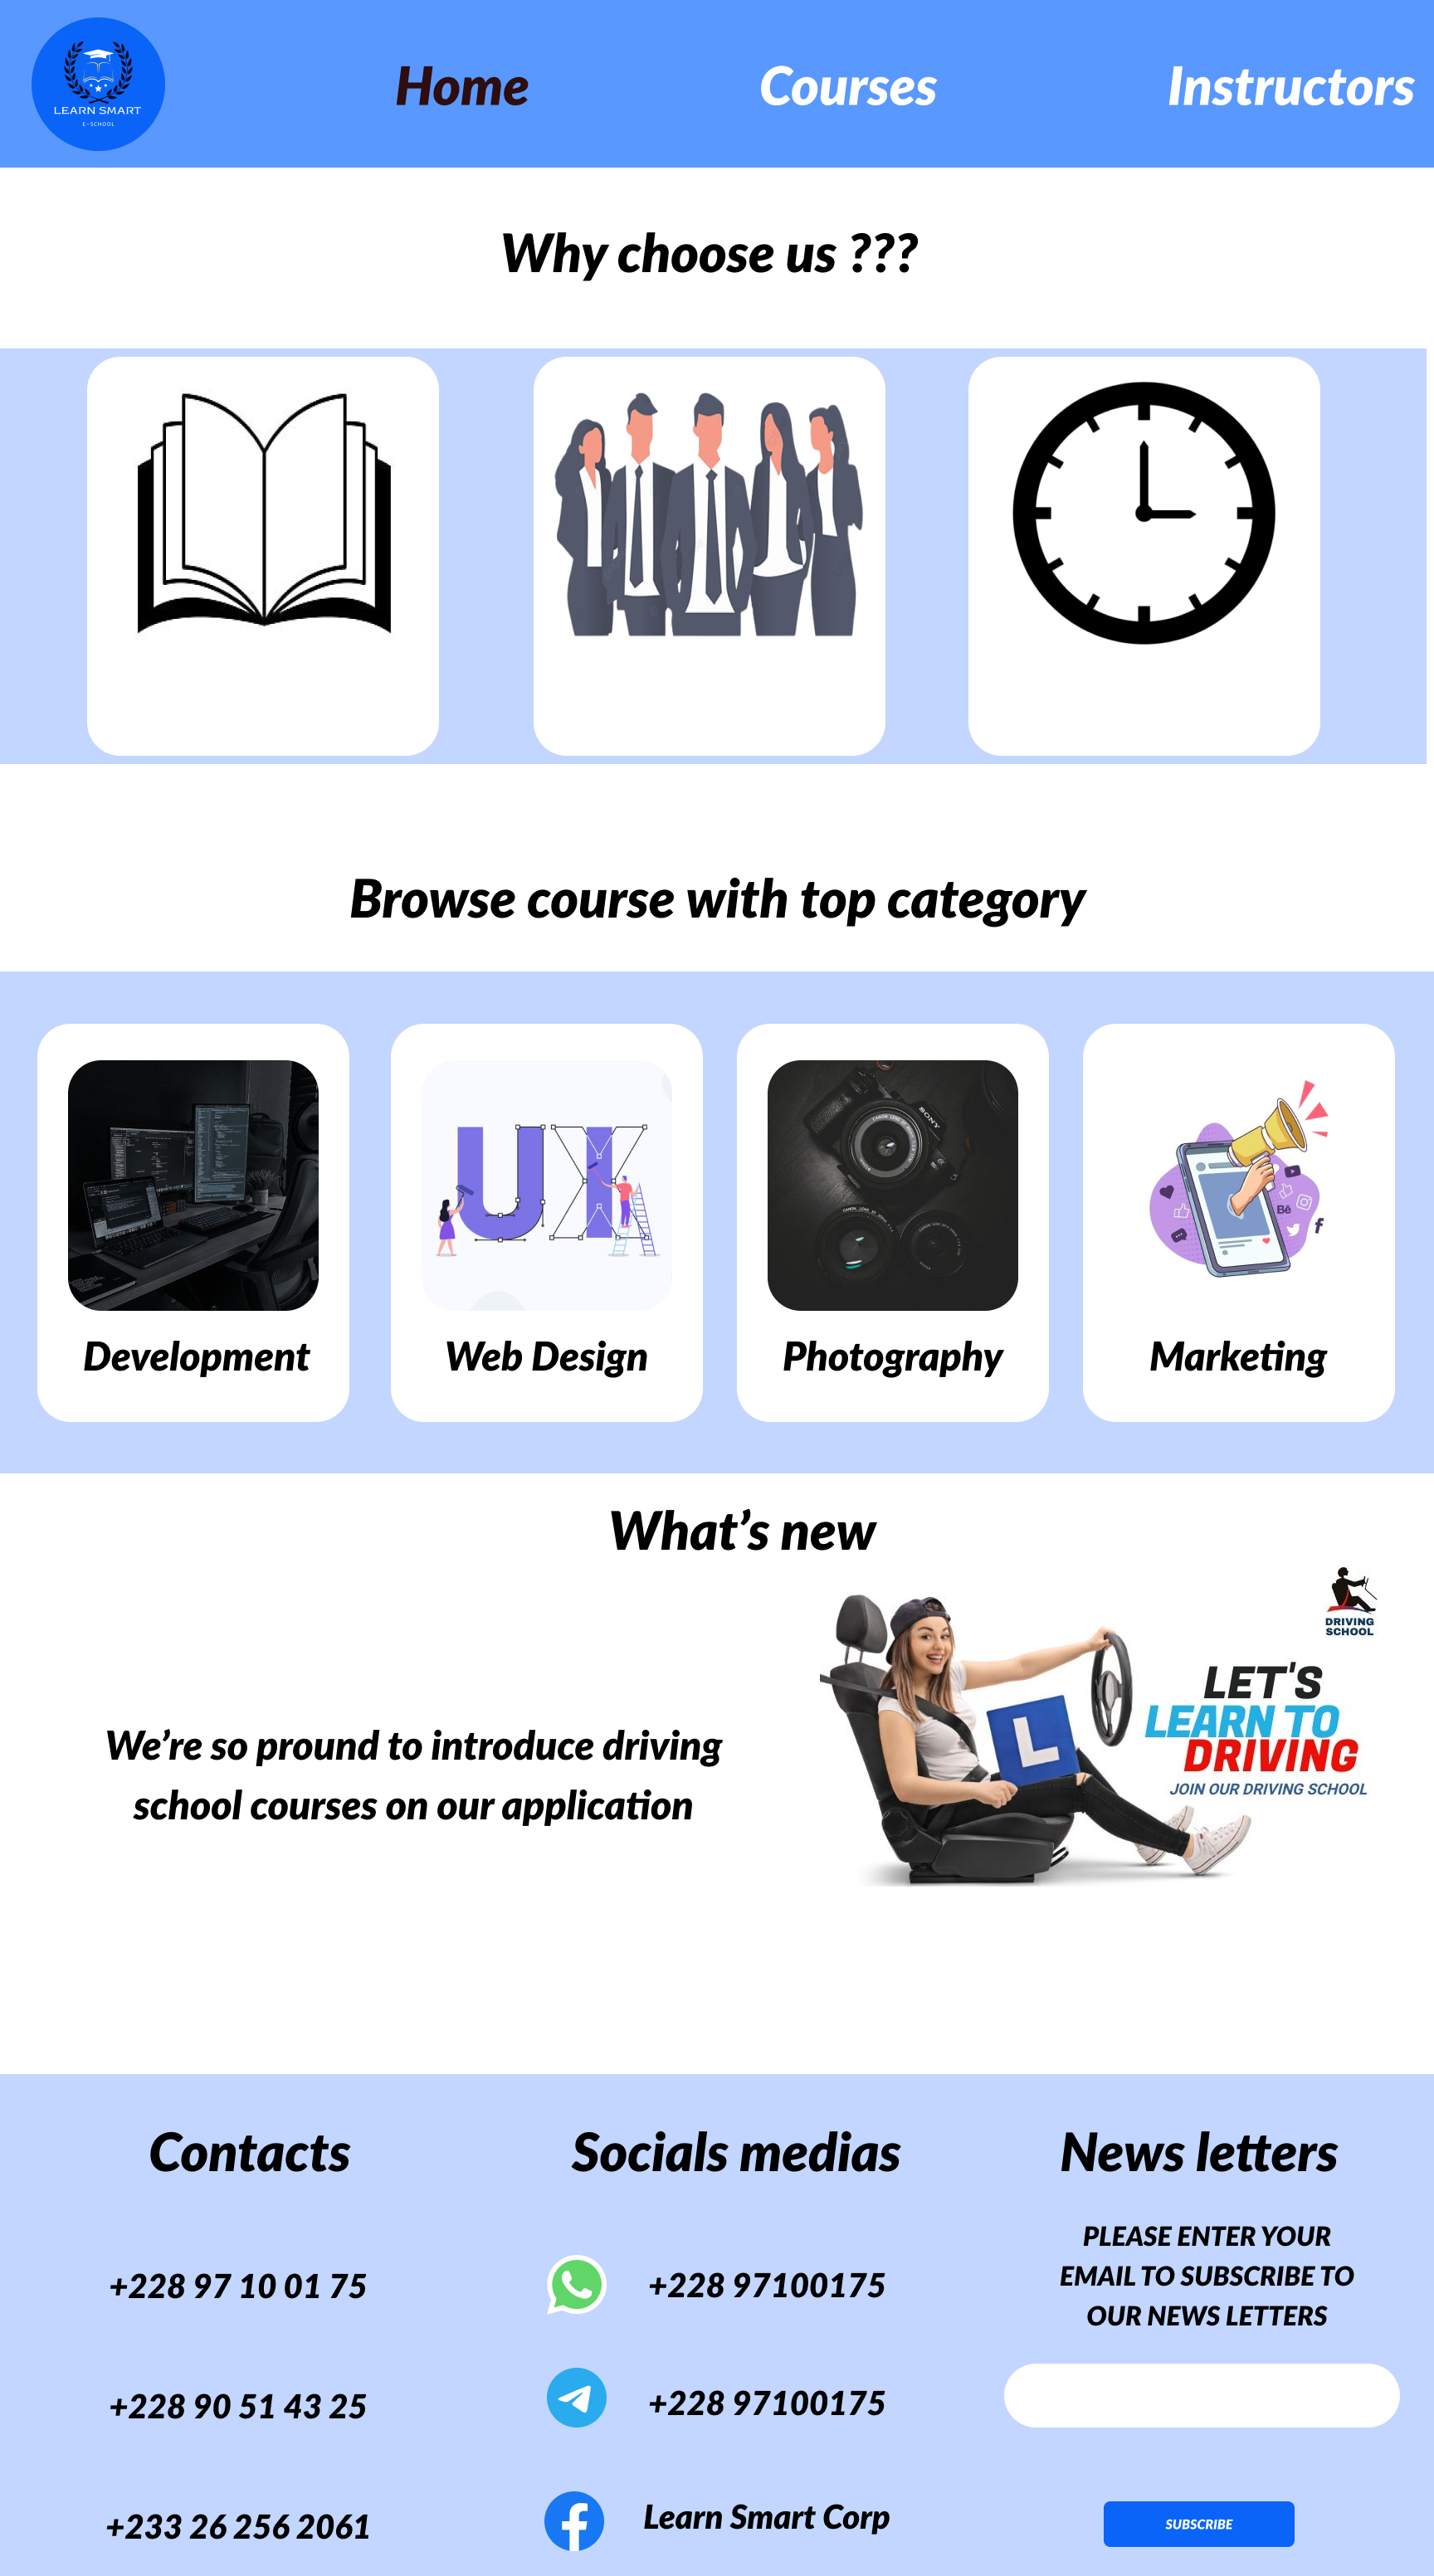 LEARN SMART
E-SCHOOL
Home
Courses
Instructors
Why choose us ???
Browse course with top category
SONY
Bē
f
Development
Web Design
Photography
Marketing
What’s new
DRIVING
SCHOOL
LET'S
LEARN TO
DRIVING
JOIN OUR DRIVING SCHOOL
L
We’re so pround to introduce driving
school courses on our application
Contacts
Socials medias
News letters
PLEASE ENTER YOUR
EMAIL TO SUBSCRIBE TO
OUR NEWS LETTERS
+228 97 10 01 75
+228 97100175
+228 90 51 43 25
+228 97100175
+233 26 256 2061
Learn Smart Corp
SUBSCRIBE